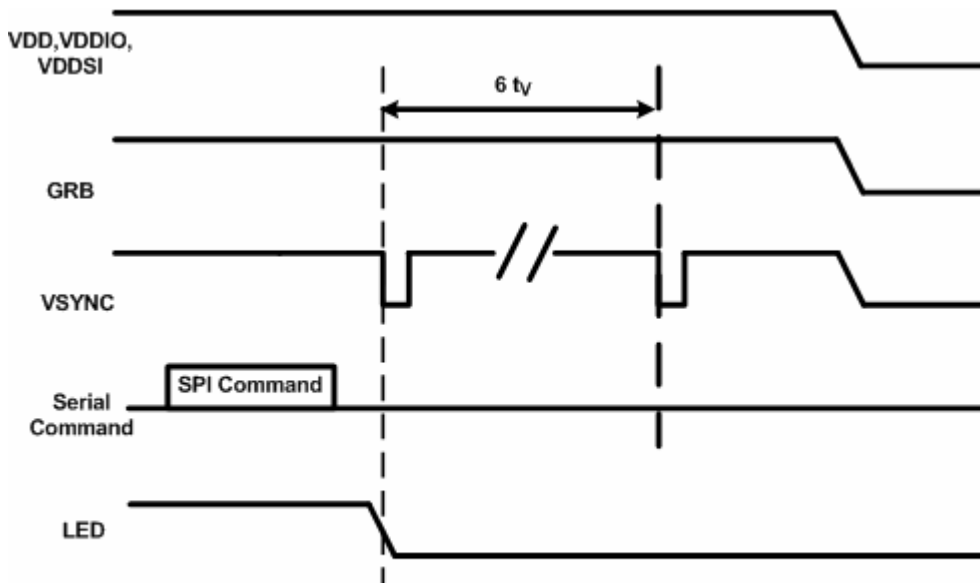 VDD,VDDIO,
VDDSI
6 tV
GRB
VSYNC
SPI Command
Serial
Command
LED